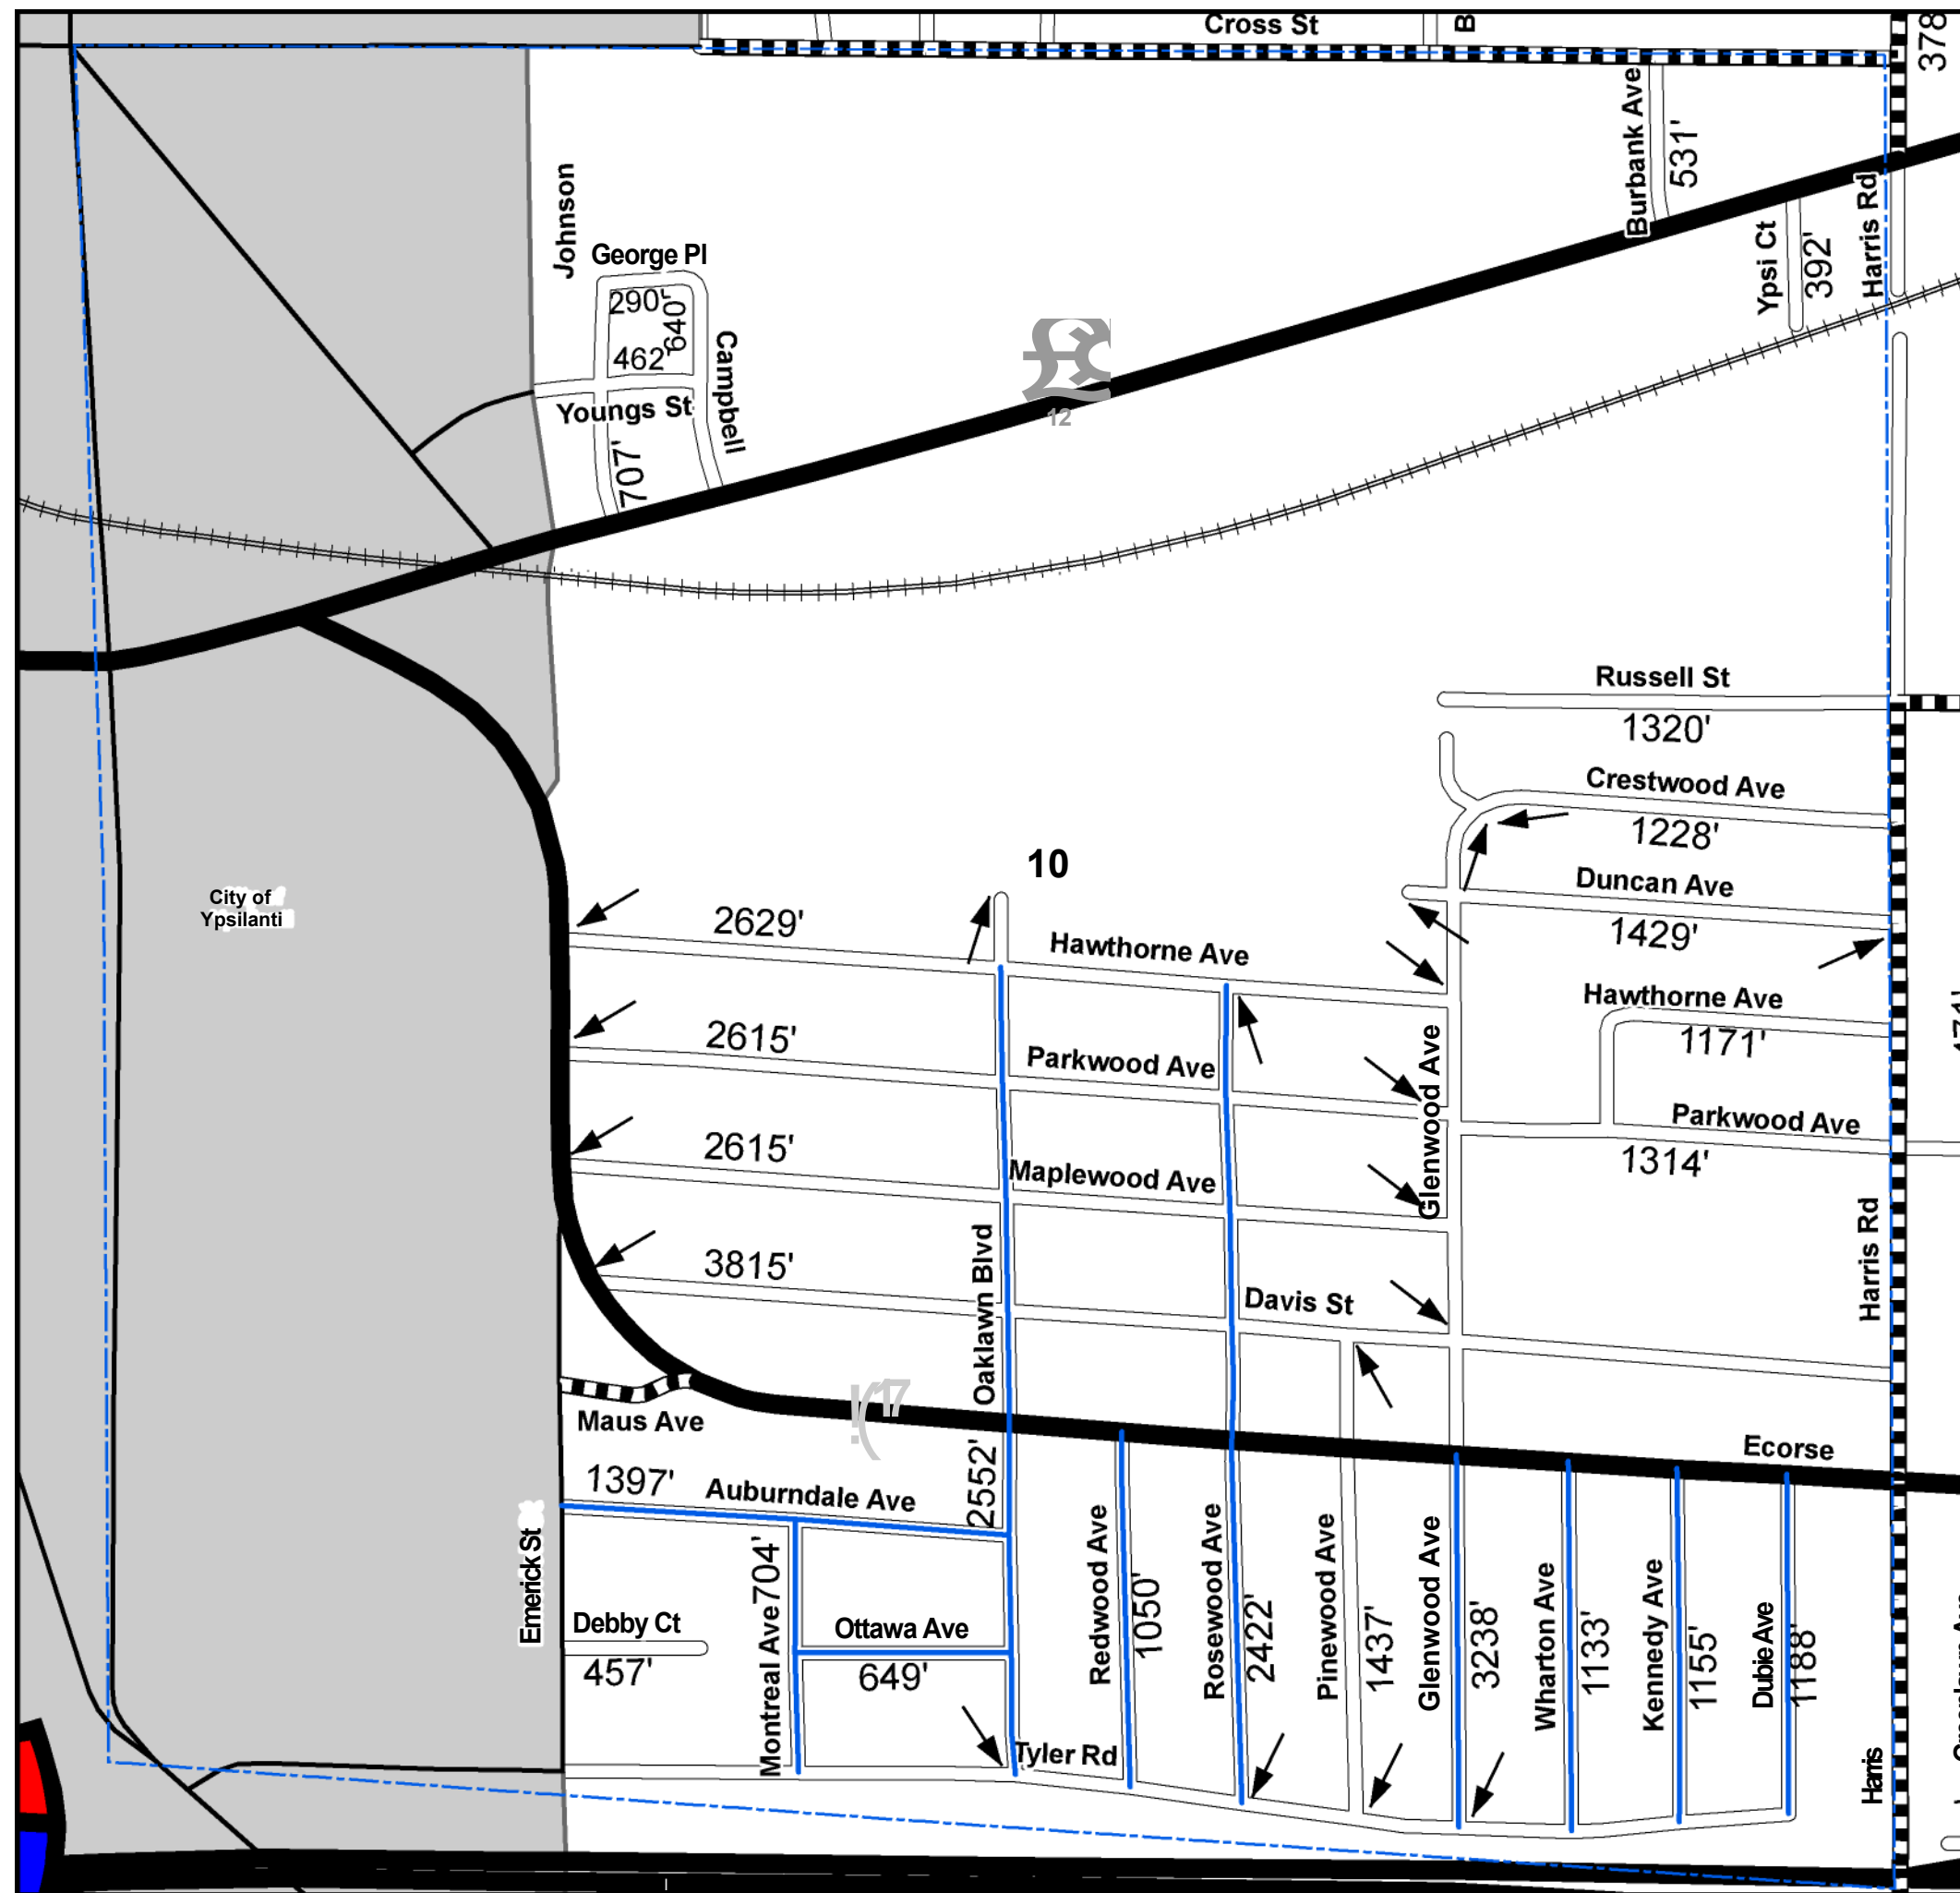 Cross St
B
378
Burbank Ave
531'
Johnson
George Pl
290'
640'
462'
Campbell
Youngs St
707'
12
Ypsi Ct
392'
Harris Rd
Russell St
1320'
Crestwood Ave
1228'
10
Duncan Ave
1429'
City of
Ypsilanti
2629'
Hawthorne Ave
Hawthorne Ave
1171'
2615'
Parkwood Ave
Glenwood Ave
Parkwood Ave
1314'
2615'
Maplewood Ave
3815'
Oaklawn Blvd
Davis St
Harris Rd
17
Maus Ave
Ecorse
1397'
Auburndale Ave
2552'
Emerick St
Debby Ct
457'
Montreal Ave
704'
Ottawa Ave
649'
Redwood Ave
1050'
Rosewood Ave
2422'
Pinewood Ave
1437'
Glenwood Ave
3238'
Wharton Ave
1133'
Kennedy Ave
1155'
Dubie Ave
1188'
Tyler Rd
Harris